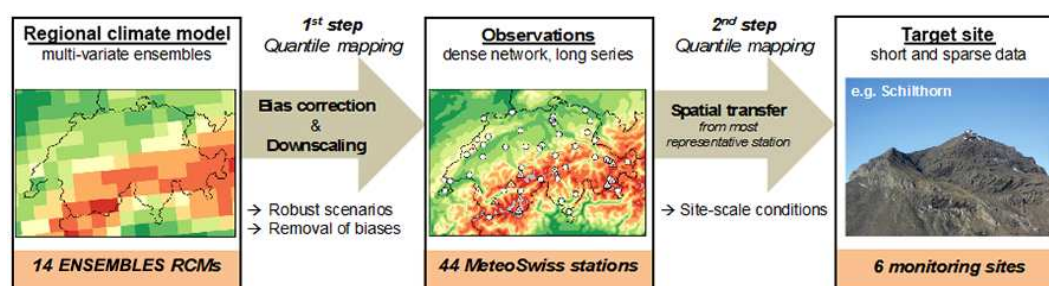 Regional climate model
multi-variate ensembles
14 ENSEMBLES RCMs
1st step
Quantile mapping
Bias correction
&
Downscaling
→ Robust scenarios
→ Removal of biases
Observations
dense network, long series
44 MeteoSwiss stations
2nd step
Quantile mapping
Spatial transfer
from most
representative station
→ Site-scale conditions
Target site
short and sparse data
e.g. Schilthorn
6 monitoring sites